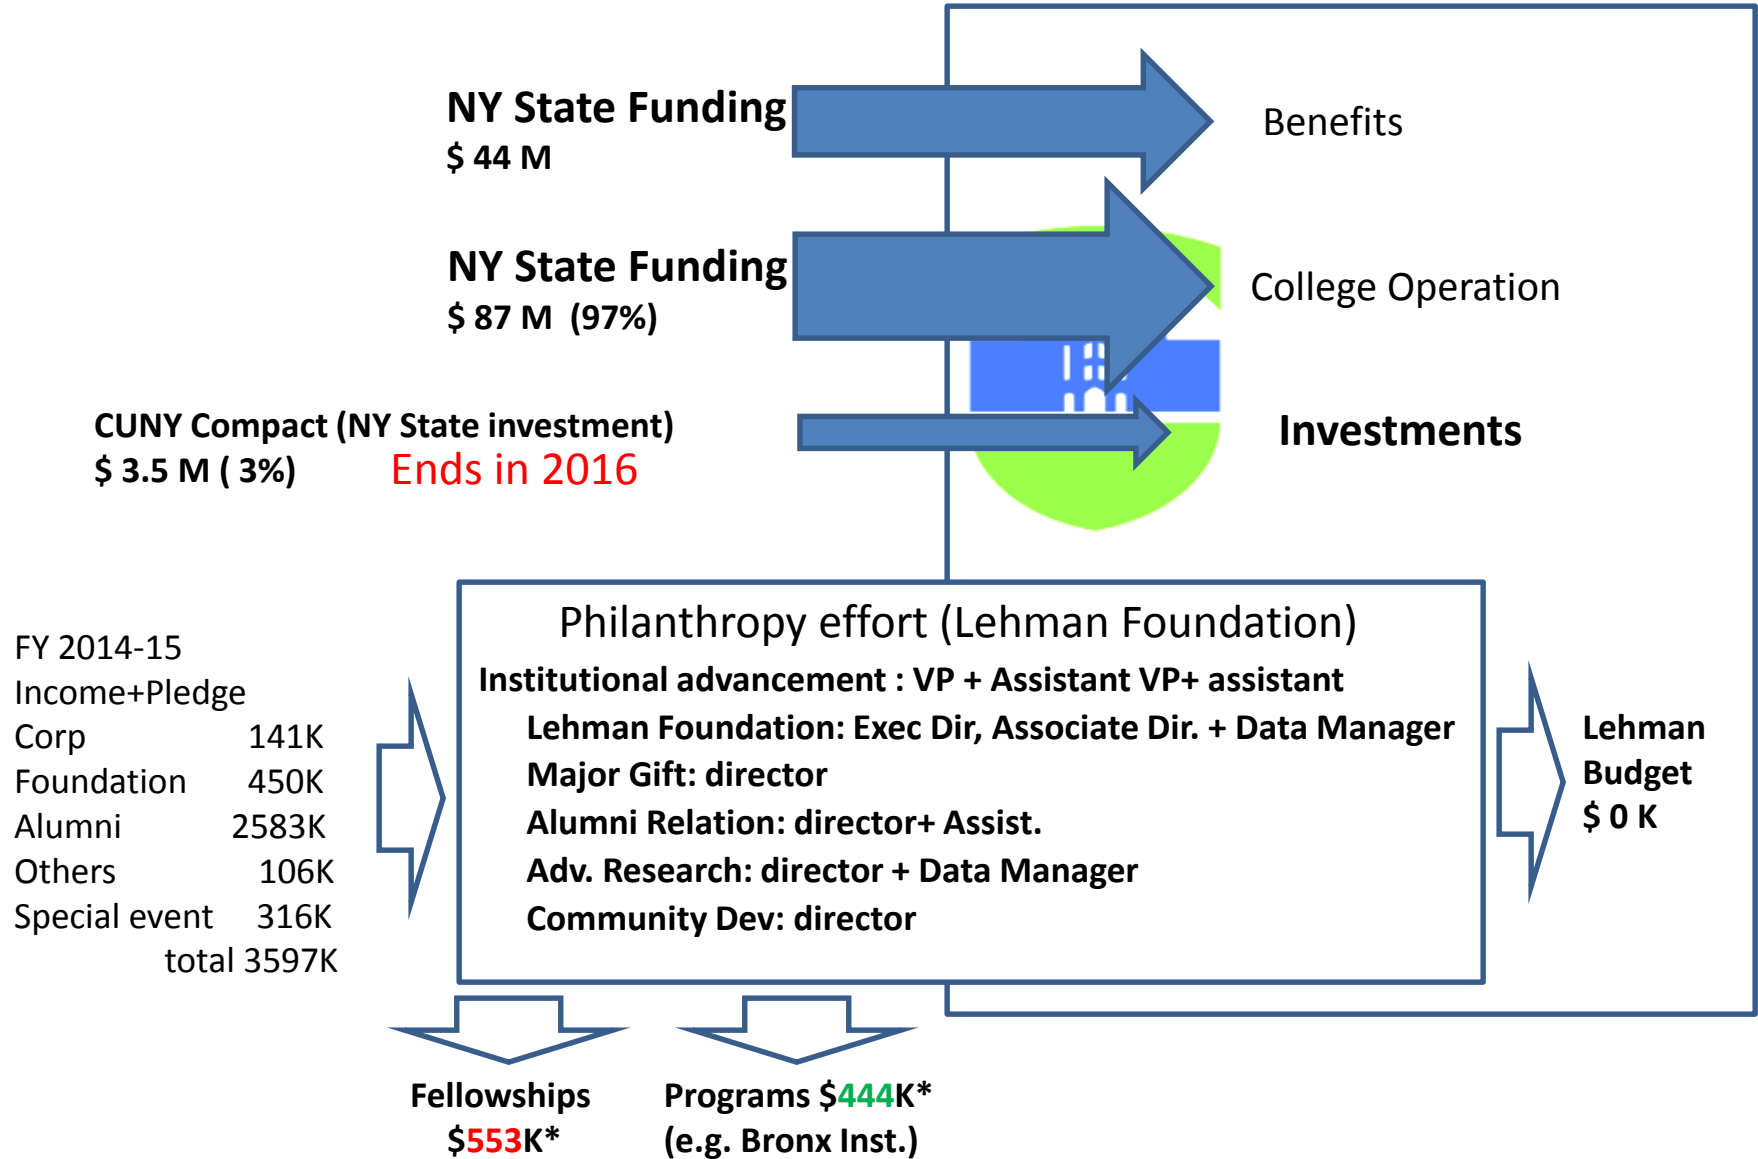 NY State Funding
$ 44 M
Benefits
NY State Funding
$ 87 M (97%)
College Operation
CUNY Compact (NY State investment)
$ 3.5 M ( 3%) Ends in 2016
Investments
FY 2014-15
Income+Pledge
Corp 141K
Foundation 450K
Alumni 2583K
Others 106K
Special event 316K
total 3597K
Philanthropy effort (Lehman Foundation)
Institutional advancement : VP + Assistant VP+ assistant
Lehman Foundation: Exec Dir, Associate Dir. + Data Manager
Major Gift: director
Alumni Relation: director+ Assist.
Adv. Research: director + Data Manager
Community Dev: director
Lehman
Budget
$ 0 K
Fellowships
$553K*
Programs $444K*
(e.g. Bronx Inst.)